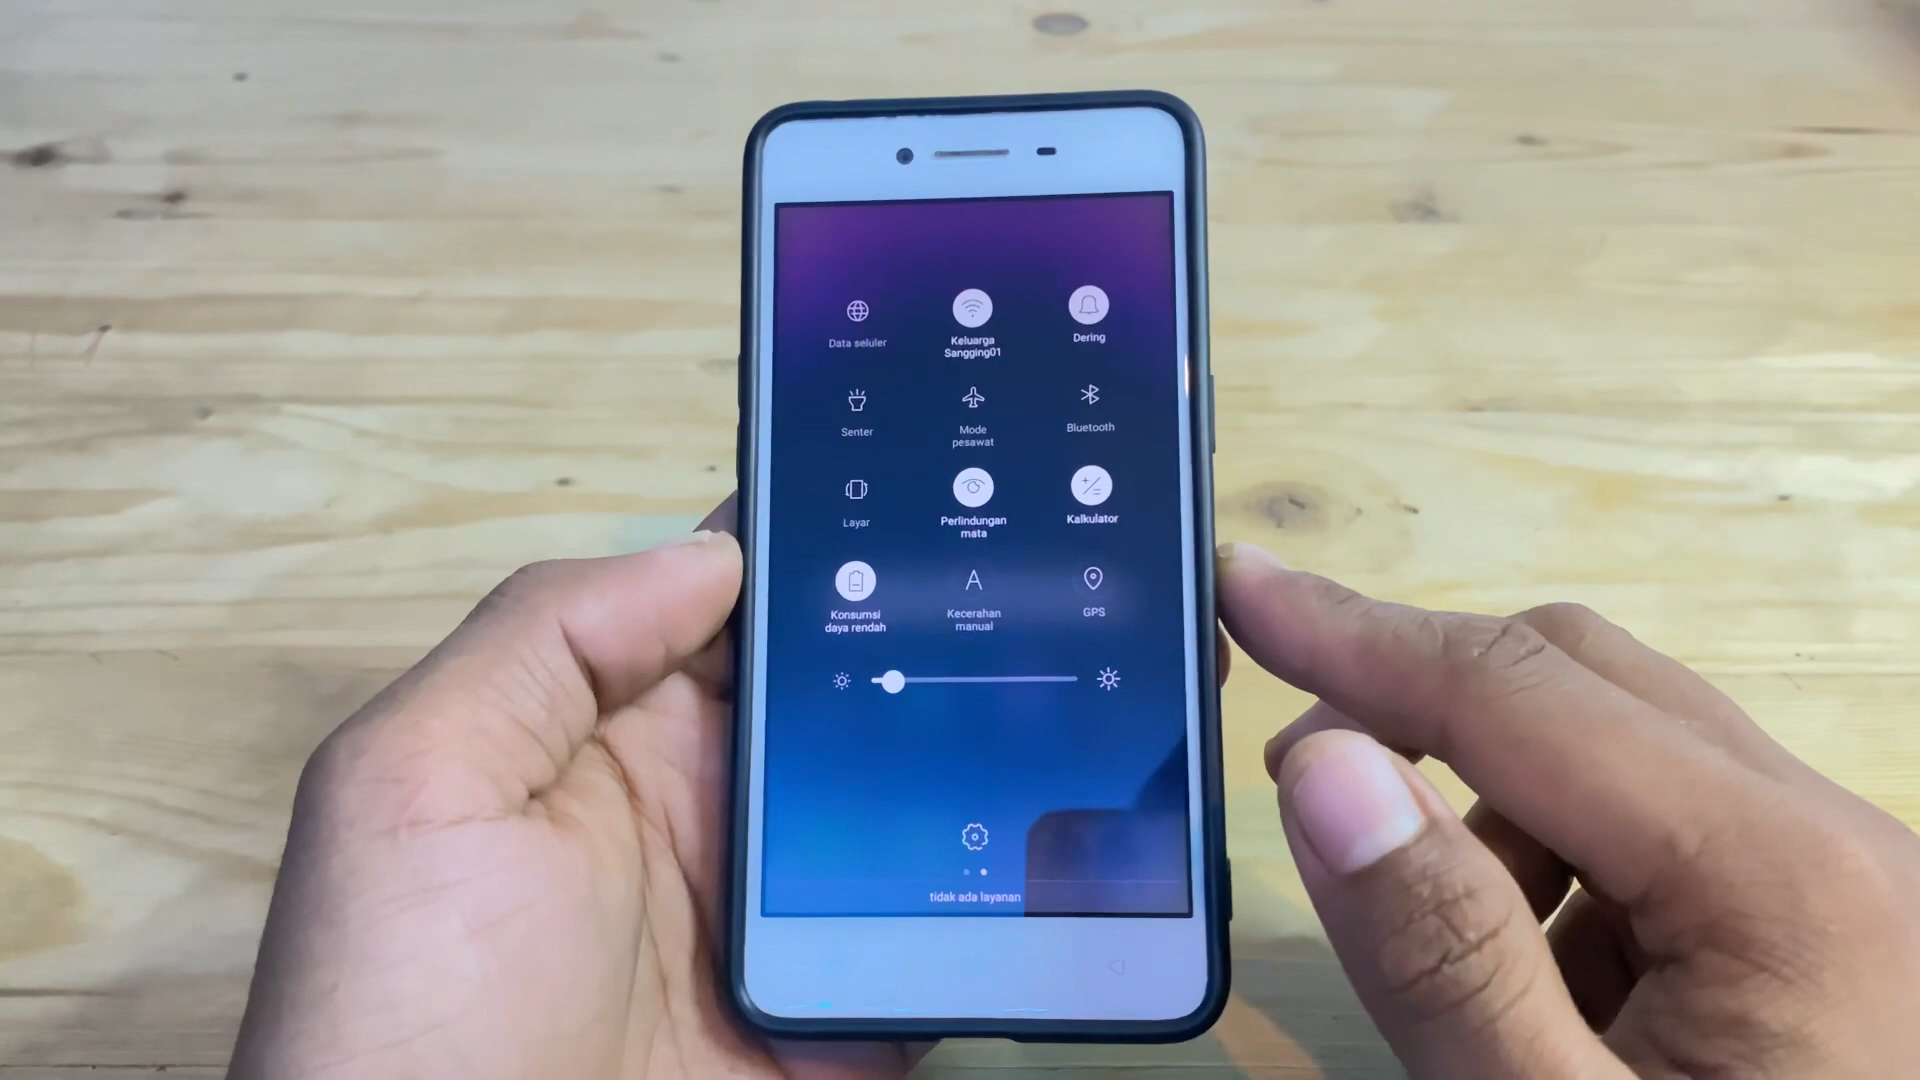 Data seluler
Keluarga
Sangging01
Dering
Senter
Mode
pesawat
Bluetooth
Layar
Perlindungan
mata
Kalkulator
Konsumsi
daya rendah
A
Kecerahan
manual
GPS
tidak ada layanan